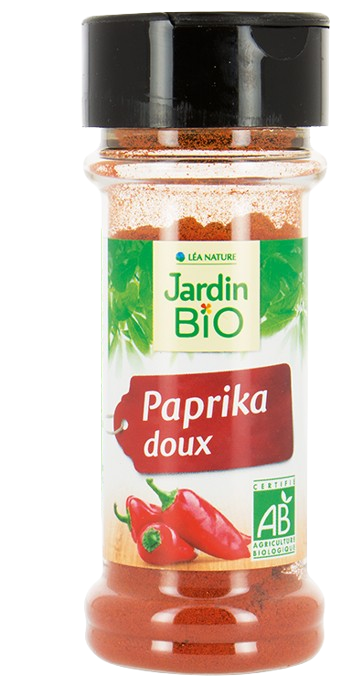 LÉA NATURE
Jardin
BiO
Paprika
doux
CERTIFIÉ
AB
AGRICULTURE
BIOLOGIQUE